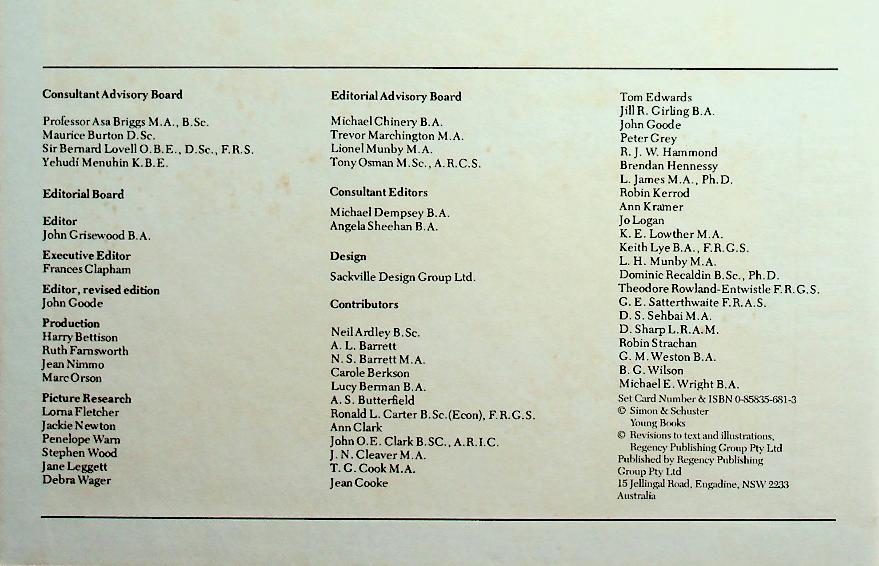 Consultant Advisory Board
Professor Asa Briggs M.A., B.Sc.
Maurice Burton D.Sc.
Sir Bernard Lovell O.B.E., D.Sc., F.R.S.
Yehudi Menuhin K.B.E.
Editorial Board
Editor
John Grisewood B.A.
Executive Editor
Frances Clapham
Editor, revised edition
John Goode
Production
Harry Bettison
Ruth Farnsworth
Jean Nimmo
Marc Orson
Picture Research
Lorna Fletcher
Jackie Newton
Penelope Warn
Stephen Wood
Jane Leggett
Debra Wager
Editorial Advisory Board
Michael Chinery B.A.
Trevor Marchington M.A.
Lionel Munby M.A.
Tony Osman M.Sc., A.R.C.S.
Consultant Editors
Michael Dempsey B.A.
Angela Sheehan B.A.
Design
Sackville Design Group Ltd.
Contributors
Neil Ardley B.Sc.
A. L. Barrett
N. S. Barrett M.A.
Carole Berkson
Lucy Berman B.A.
A. S. Butterfield
Ronald L. Carter B.Sc.(Econ), F.R.G.S.
Ann Clark
John O.E. Clark B.SC., A.R.I.C.
J. N. Cleaver M.A.
T. G. Cook M.A.
Jean Cooke
Tom Edwards
Jill R. Girling B.A.
John Goode
Peter Grey
R. J. W. Hammond
Brendan Hennessy
L. James M.A., Ph.D.
Robin Kerrod
Ann Kramer
Jo Logan
K. E. Lowther M.A.
Keith Lye B.A., F.R.G.S.
L. H. Munby M.A.
Dominic Recaldin B.Sc., Ph.D.
Theodore Rowland-Entwistle F.R.G.S.
G. E. Satterthwaite F.R.A.S.
D. S. Sehbai M.A.
D. Sharp L.R.A.M.
Robin Strachan
G. M. Weston B.A.
B. G. Wilson
Michael E. Wright B.A.
Set Card Number & ISBN 0-85835-681-3
© Simon & Schuster
Young Books
© Revisions to text and illustrations,
Regency Publishing Group Pty Ltd
Published by Regency Publishing
Group Pty Ltd
15 Jellingal Road, Engadine, NSW 2233
Australia